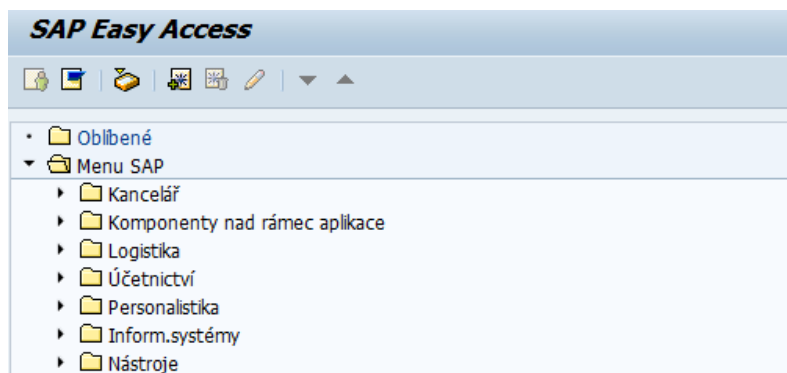 SAP Easy Access
Oblíbené
Menu SAP
Kancelář
Komponenty nad rámec aplikace
Logistika
Účetnictví
Personalistika
Inform.systémy
Nástroje